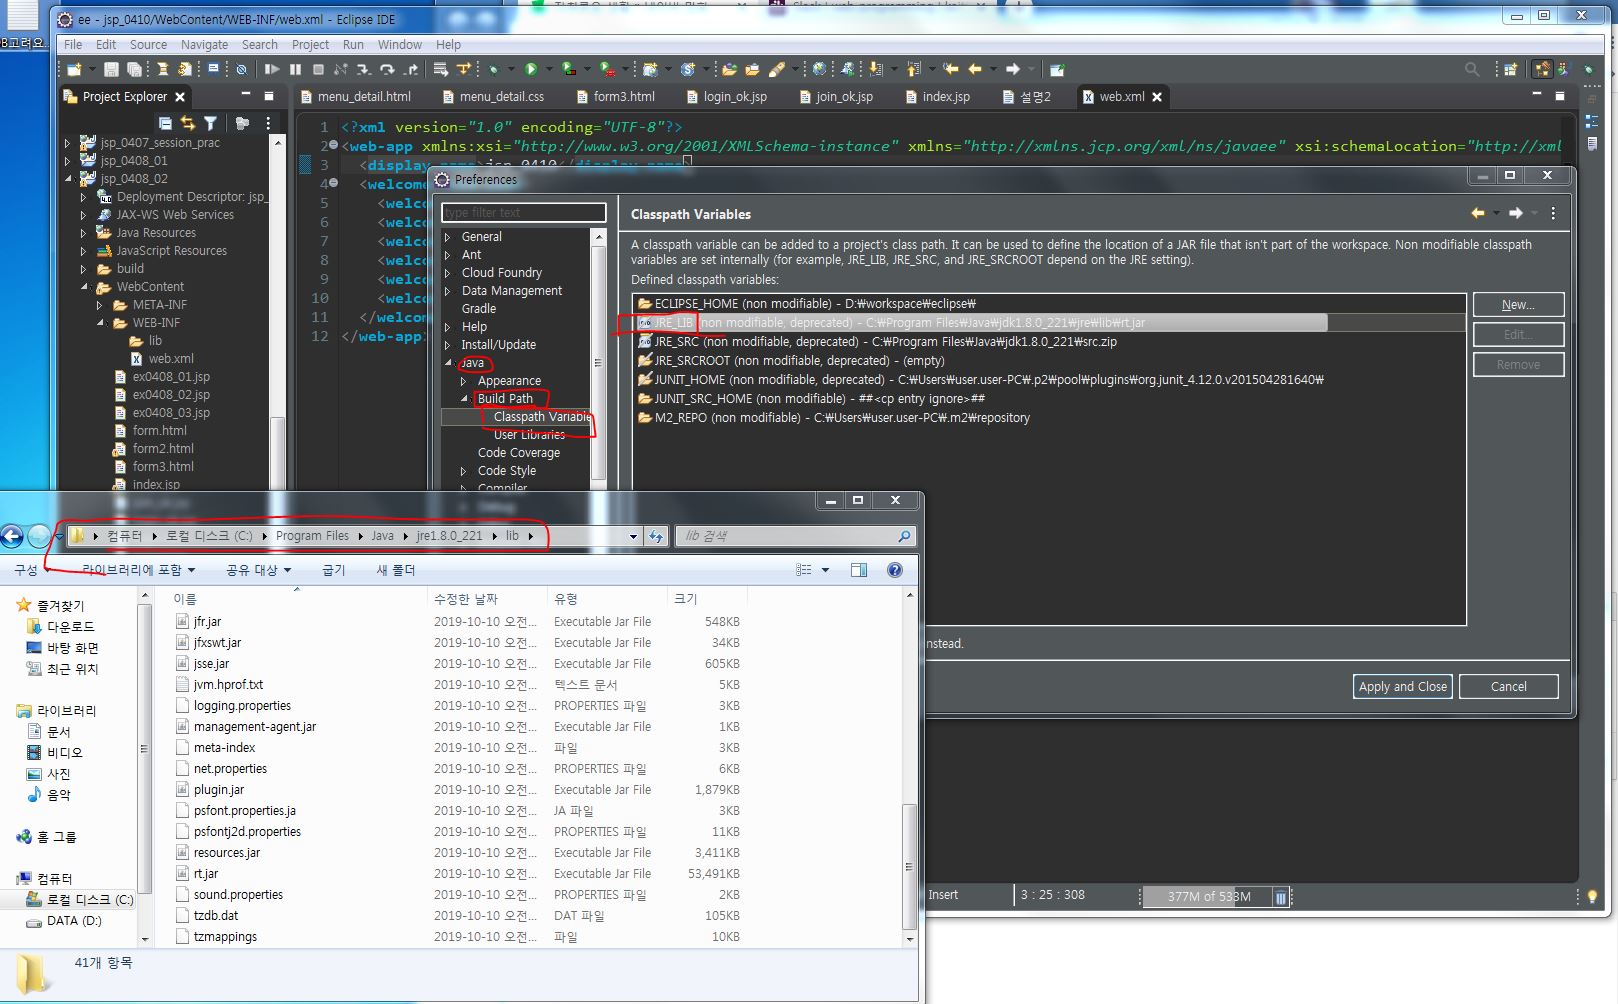 ee - jsp_0410/WebContent/WEB-INF/web.xml - Eclipse IDE
File Edit Source Navigate Search Project Run Window Help
Project Explorer
menu_detail.html menu_detail.css form3.html login_ok.jsp join_ok.jsp index.jsp 설명2 web.xml
jsp_0407_session_prac
jsp_0408_01
jsp_0408_02
Deployment Descriptor: jsp_
JAX-WS Web Services
Java Resources
JavaScript Resources
build
WebContent
META-INF
WEB-INF
lib
web.xml
ex0408_01.jsp
ex0408_02.jsp
ex0408_03.jsp
form.html
form2.html
form3.html
index.jsp
1 <?xml version="1.0" encoding="UTF-8"?>
2 <web-app xmlns:xsi="http://www.w3.org/2001/XMLSchema-instance" xmlns="http://xmlns.jcp.org/xml/ns/javaee" xsi:schemaLocation="http://xml
3 <display-name>jsp_0410</display-name>
4 <welcome
5 <welco
6 <welco
7 <welco
8 <welco
9 <welco
10 <welco
11 </welcom
12 </web-app>
Preferences
type filter text
General
Ant
Cloud Foundry
Data Management
Gradle
Help
Install/Update
Java
Appearance
Build Path
Classpath Variable
User Libraries
Code Coverage
Code Style
Compiler
Debug
Classpath Variables
A classpath variable can be added to a project's class path. It can be used to define the location of a JAR file that isn't part of the workspace. Non modifiable classpath
variables are set internally (for example, JRE_LIB, JRE_SRC, and JRE_SRCROOT depend on the JRE setting).
Defined classpath variables:
ECLIPSE_HOME (non modifiable) - D:₩workspace₩eclipse₩
JRE_LIB (non modifiable, deprecated) - C:₩Program Files₩Java₩jdk1.8.0_221₩jre₩lib₩rt.jar
JRE_SRC (non modifiable, deprecated) - C:₩Program Files₩Java₩jdk1.8.0_221₩src.zip
JRE_SRCROOT (non modifiable, deprecated) - (empty)
JUNIT_HOME (non modifiable, deprecated) - C:₩Users₩user.user-PC₩.p2₩pool₩plugins₩org.junit_4.12.0.v201504281640₩
JUNIT_SRC_HOME (non modifiable) - ##<cp entry ignore>##
M2_REPO (non modifiable) - C:₩Users₩user.user-PC₩.m2₩repository
New...
Edit...
Remove
nstead.
Apply and Close Cancel
컴퓨터 로컬 디스크 (C:) Program Files Java jre1.8.0_221 lib
lib 검색
구성 라이브러리에 포함 공유 대상 굽기 새 폴더
즐겨찾기
다운로드
바탕 화면
최근 위치
라이브러리
문서
비디오
사진
음악
홈 그룹
컴퓨터
로컬 디스크 (C:)
DATA (D:)
이름 수정한 날짜 유형 크기
jfr.jar 2019-10-10 오전... Executable Jar File 548KB
jfxswt.jar 2019-10-10 오전... Executable Jar File 34KB
jsse.jar 2019-10-10 오전... Executable Jar File 605KB
jvm.hprof.txt 2019-10-10 오전... 텍스트 문서 5KB
logging.properties 2019-10-10 오전... PROPERTIES 파일 3KB
management-agent.jar 2019-10-10 오전... Executable Jar File 1KB
meta-index 2019-10-10 오전... 파일 3KB
net.properties 2019-10-10 오전... PROPERTIES 파일 6KB
plugin.jar 2019-10-10 오전... Executable Jar File 1,879KB
psfont.properties.ja 2019-10-10 오전... JA 파일 3KB
psfontj2d.properties 2019-10-10 오전... PROPERTIES 파일 11KB
resources.jar 2019-10-10 오전... Executable Jar File 3,411KB
rt.jar 2019-10-10 오전... Executable Jar File 53,491KB
sound.properties 2019-10-10 오전... PROPERTIES 파일 2KB
tzdb.dat 2019-10-10 오전... DAT 파일 105KB
tzmappings 2019-10-10 오전... 파일 10KB
41개 항목
Insert 3 : 25 : 308 377M of 533M